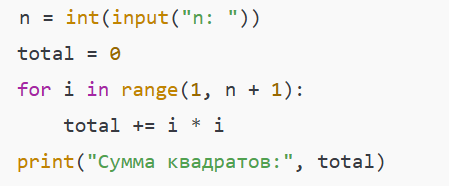 n = int(input("n: "))
total = 0
for i in range(1, n + 1):
    total += i * i
print("Сумма квадратов:", total)